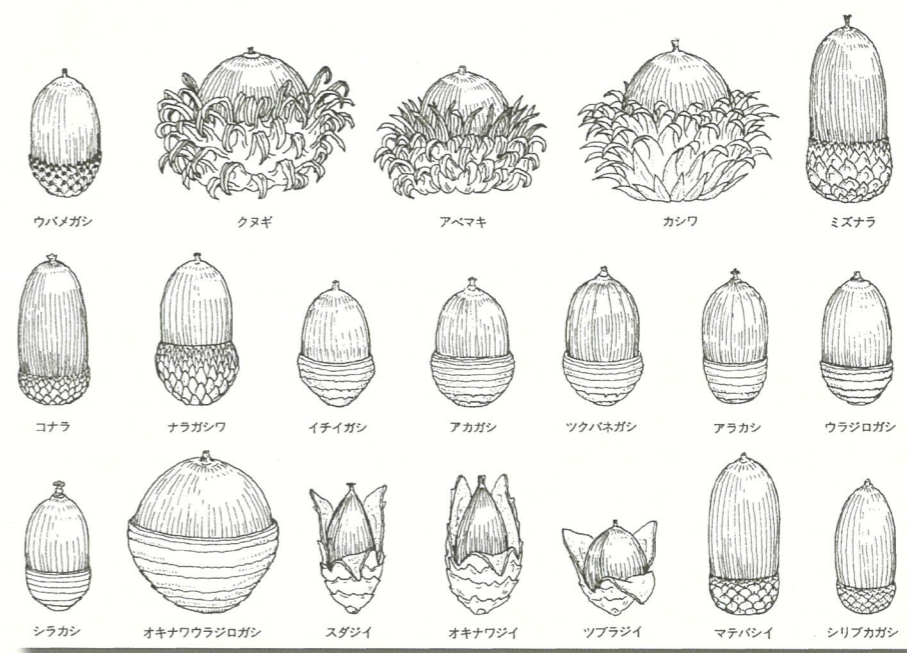 ウバメガシ
クヌギ
アベマキ
カシワ
ミズナラ
コナラ
ナラガシワ
イチイガシ
アカガシ
ツクバネガシ
アラカシ
ウラジロガシ
シラカシ
オキナワウラジロガシ
スダジイ
オキナワジイ
ツブラジイ
マテバシイ
シリブカガシ